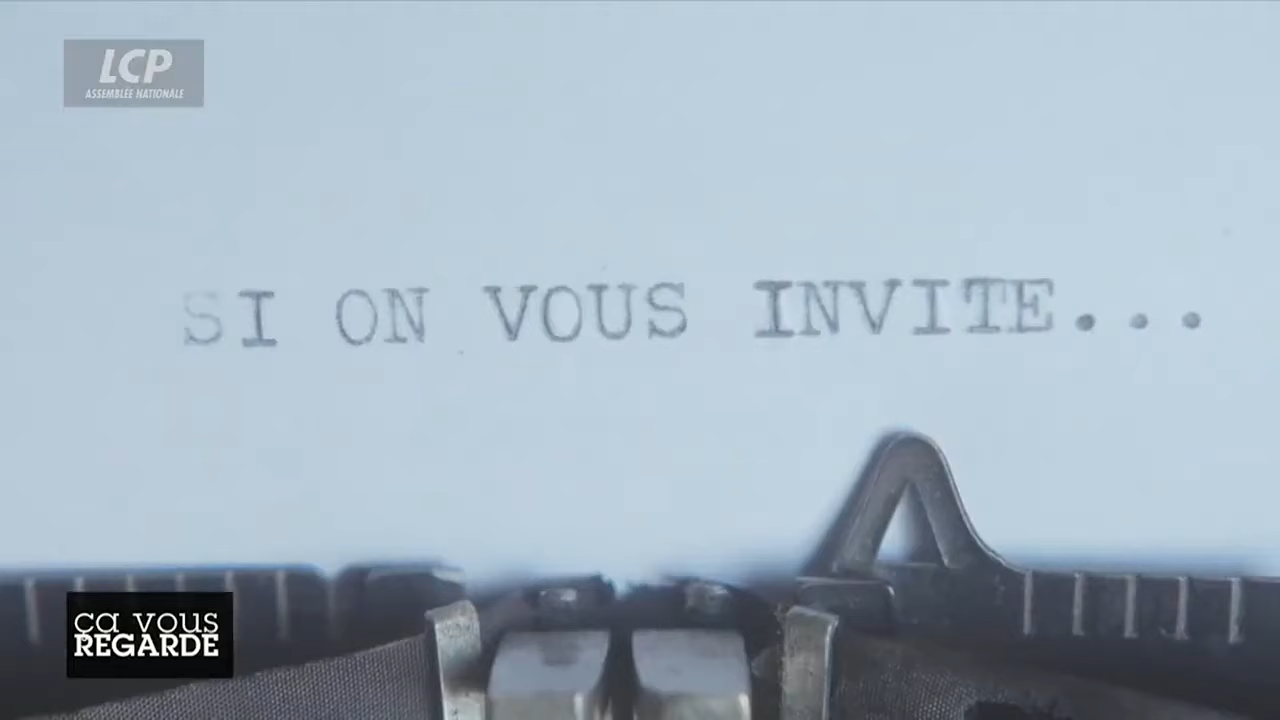 LCP
ASSEMBLÉE NATIONALE
SI ON VOUS INVITE...
ça vous
REGARDE